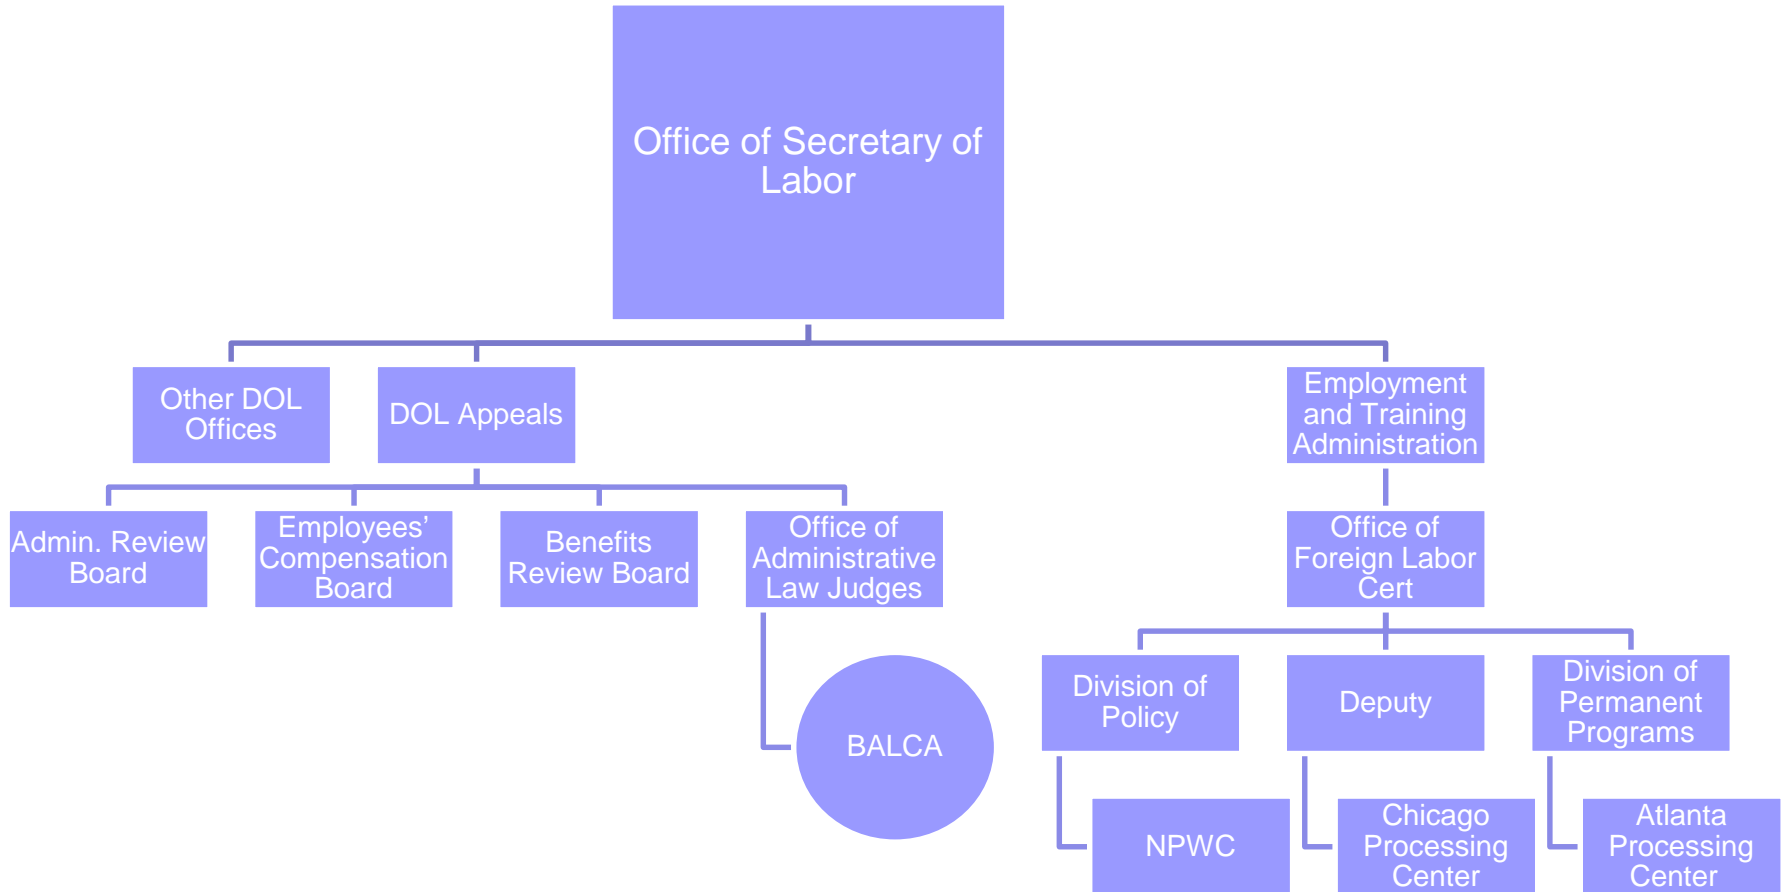 Office of Secretary of
Labor
Other DOL
Offices
DOL Appeals
Employment
and Training
Administration
Admin. Review
Board
Employees’
Compensation
Board
Benefits
Review Board
Office of
Administrative
Law Judges
Office of
Foreign Labor
Cert
BALCA
Division of
Policy
Deputy
Division of
Permanent
Programs
NPWC
Chicago
Processing
Center
Atlanta
Processing
Center